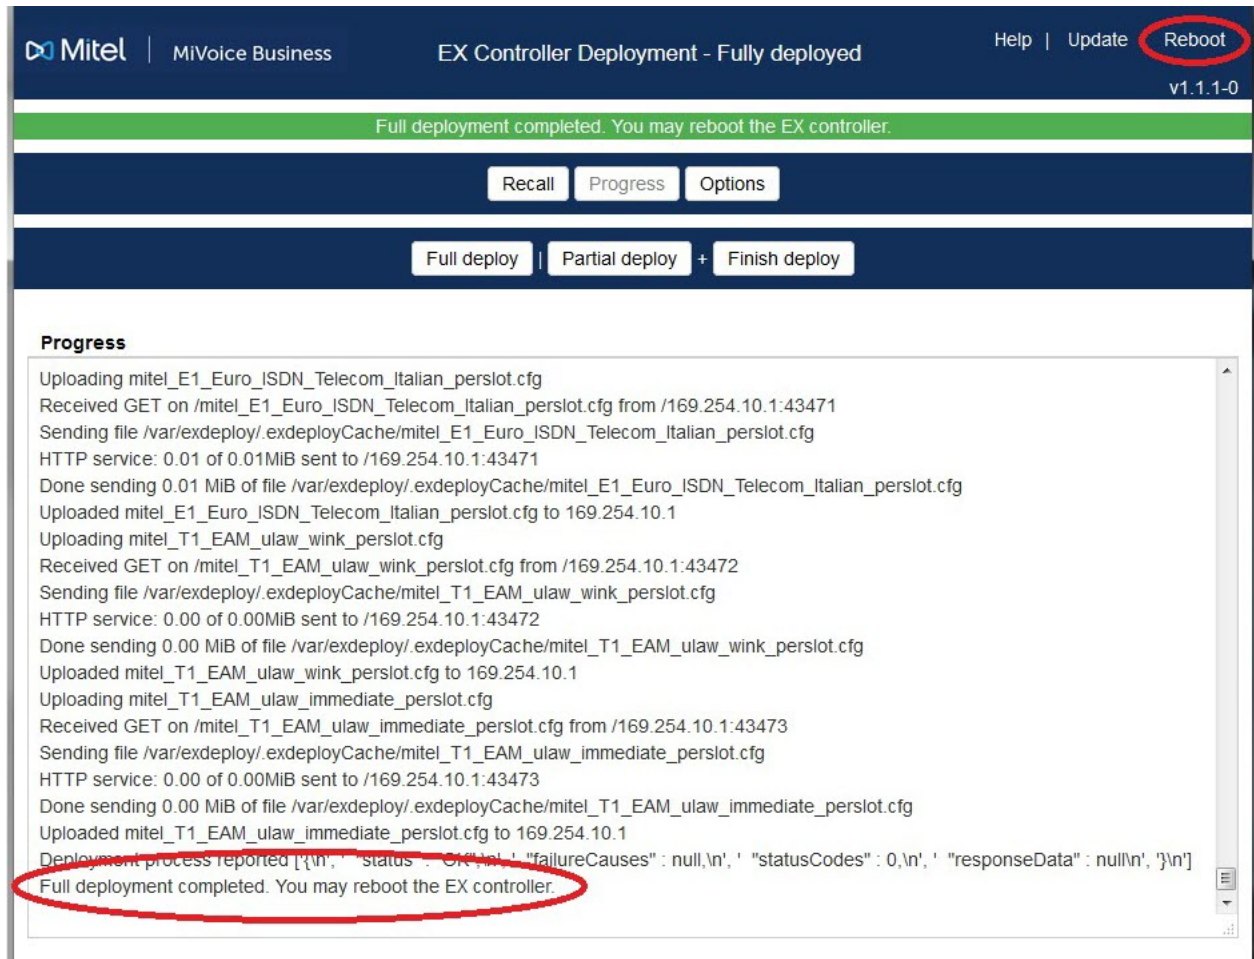 Mitel | MiVoice Business EX Controller Deployment - Fully deployed Help | Update Reboot
v1.1.1-0
Full deployment completed. You may reboot the EX controller.
Recall Progress Options
Full deploy | Partial deploy + Finish deploy
Progress
Uploading mitel_E1_Euro_ISDN_Telecom_Italian_perslot.cfg
Received GET on /mitel_E1_Euro_ISDN_Telecom_Italian_perslot.cfg from /169.254.10.1:43471
Sending file /var/exdeploy/.exdeployCache/mitel_E1_Euro_ISDN_Telecom_Italian_perslot.cfg
HTTP service: 0.01 of 0.01MiB sent to /169.254.10.1:43471
Done sending 0.01 MiB of file /var/exdeploy/.exdeployCache/mitel_E1_Euro_ISDN_Telecom_Italian_perslot.cfg
Uploaded mitel_E1_Euro_ISDN_Telecom_Italian_perslot.cfg to 169.254.10.1
Uploading mitel_T1_EAM_ulaw_wink_perslot.cfg
Received GET on /mitel_T1_EAM_ulaw_wink_perslot.cfg from /169.254.10.1:43472
Sending file /var/exdeploy/.exdeployCache/mitel_T1_EAM_ulaw_wink_perslot.cfg
HTTP service: 0.00 of 0.00MiB sent to /169.254.10.1:43472
Done sending 0.00 MiB of file /var/exdeploy/.exdeployCache/mitel_T1_EAM_ulaw_wink_perslot.cfg
Uploaded mitel_T1_EAM_ulaw_wink_perslot.cfg to 169.254.10.1
Uploading mitel_T1_EAM_ulaw_immediate_perslot.cfg
Received GET on /mitel_T1_EAM_ulaw_immediate_perslot.cfg from /169.254.10.1:43473
Sending file /var/exdeploy/.exdeployCache/mitel_T1_EAM_ulaw_immediate_perslot.cfg
HTTP service: 0.00 of 0.00MiB sent to /169.254.10.1:43473
Done sending 0.00 MiB of file /var/exdeploy/.exdeployCache/mitel_T1_EAM_ulaw_immediate_perslot.cfg
Uploaded mitel_T1_EAM_ulaw_immediate_perslot.cfg to 169.254.10.1
Deployment process reported ['{\n', ' "status" : "OK",\n', ' "failureCauses" : null,\n', ' "statusCodes" : 0,\n', ' "responseData" : null\n', '}\n']
Full deployment completed. You may reboot the EX controller.